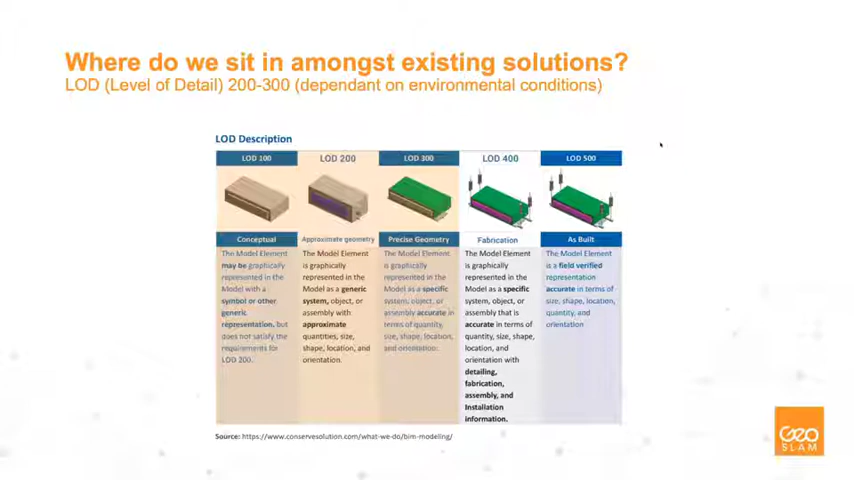 Where do we sit in amongst existing solutions?
LOD (Level of Detail) 200-300 (dependant on environmental conditions)
LOD Description
LOD 100
LOD 200
LOD 300
LOD 400
LOD 500
Conceptual
Approximate geometry
Precise Geometry
Fabrication
As Built
The Model Element
may be graphically
represented in the
Model with a
symbol or other
generic
representation, but
does not satisfy the
requirements for
LOD 200.
The Model Element
is graphically
represented in the
Model as a generic
system, object, or
assembly with
approximate
quantities, size,
shape, location, and
orientation.
The Model Element
is graphically
represented in the
Model as a specific
system, object, or
assembly accurate in
terms of quantity,
size, shape, location,
and orientation.
The Model Element
is graphically
represented in the
Model as a specific
system, object, or
assembly that is
accurate in terms of
quantity, size, shape,
location, and
orientation with
detailing,
fabrication,
assembly, and
Installation
information.
The Model Element
is a field verified
representation
accurate in terms of
size, shape, location,
quantity, and
orientation
Source: https://www.conservesolution.com/what-we-do/bim-modeling/
GEO
SLAM